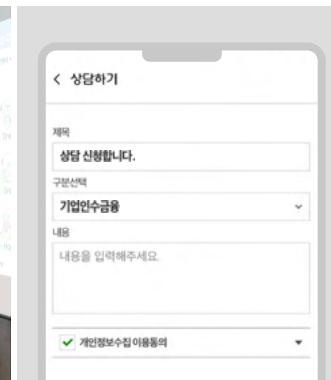 < 상담하기
제목
상담 신청합니다.
구분선택
기업인수금융
내용
내용을 입력해주세요.
개인정보수집 이용동의